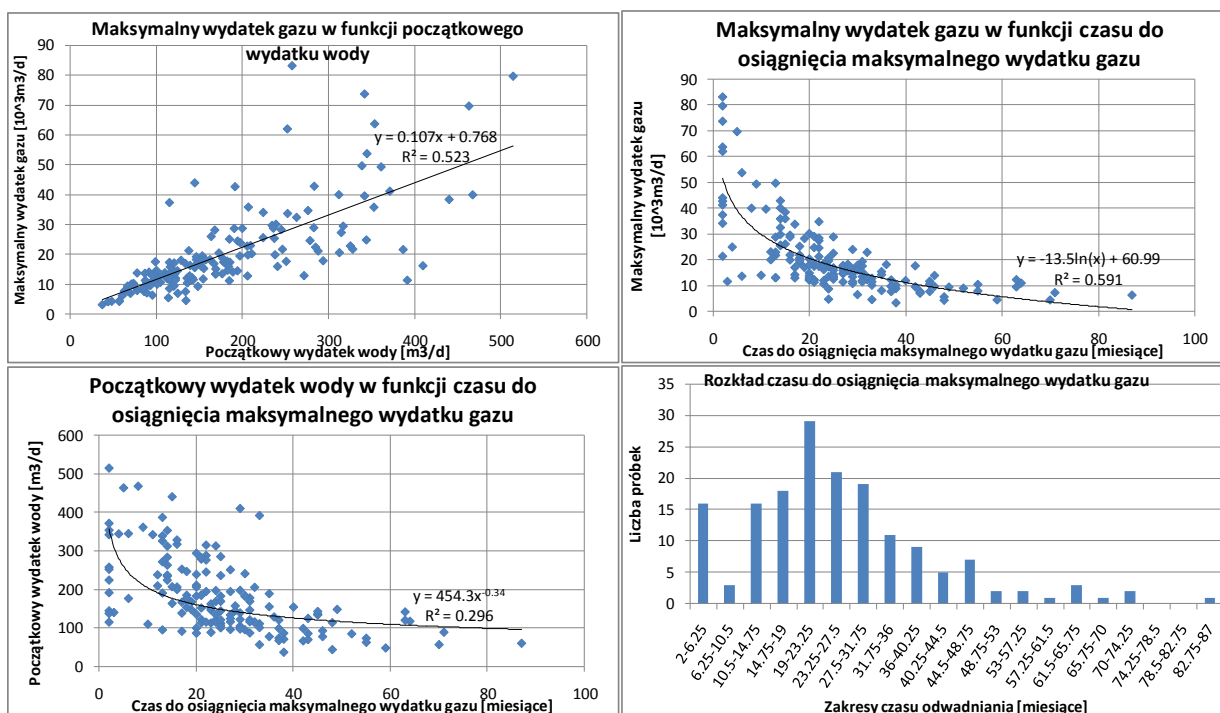 Maksymalny wydatek gazu w funkcji początkowego
wydatku wody
Maksymalny wydatek gazu [10^3m3/d]
90
80
70
60
50
40
30
20
10
0
y = 0.107x + 0.768
R² = 0.523
0 100 200 300 400 500 600
Początkowy wydatek wody [m3/d]
Maksymalny wydatek gazu w funkcji czasu do
osiągnięcia maksymalnego wydatku gazu
Maksymalny wydatek gazu
[10^3m3/d]
90
80
70
60
50
40
30
20
10
0
y = -13.5ln(x) + 60.99
R² = 0.591
0 20 40 60 80 100
Czas do osiągnięcia maksymalnego wydatku gazu [miesiące]
Początkowy wydatek wody w funkcji czasu do
osiągnięcia maksymalnego wydatku gazu
Początkowy wydatek wody [m3/d]
600
500
400
300
200
100
0
y = 454.3x^-0.34
R² = 0.296
0 20 40 60 80 100
Czas do osiągnięcia maksymalnego wydatku gazu [miesiące]
Rozkład czasu do osiągnięcia maksymalnego wydatku gazu
Liczba próbek
35
30
25
20
15
10
5
0
2-6.25
6.25-10.5
10.5-14.75
14.75-19
19-23.25
23.25-27.5
27.5-31.75
31.75-36
36-40.25
40.25-44.5
44.5-48.75
48.75-53
53-57.25
57.25-61.5
61.5-65.75
65.75-70
70-74.25
74.25-78.5
78.5-82.75
82.75-87
Zakresy czasu odwadniania [miesiące]